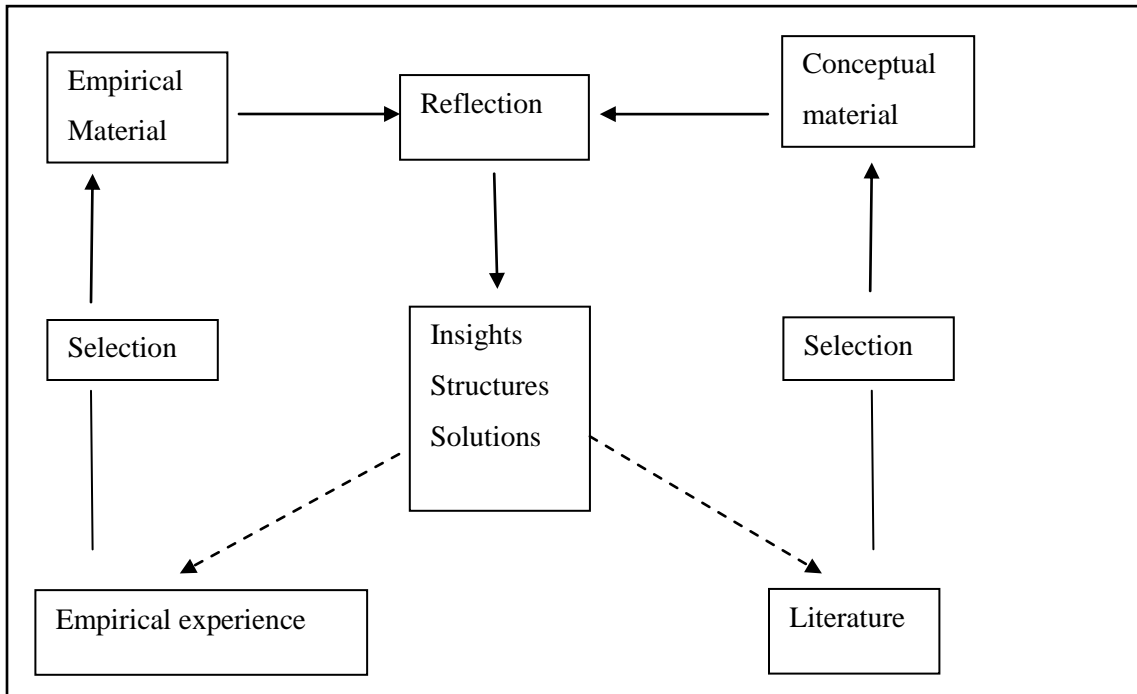 Empirical
Material
Reflection
Conceptual
material
Selection
Insights
Structures
Solutions
Selection
Empirical experience
Literature